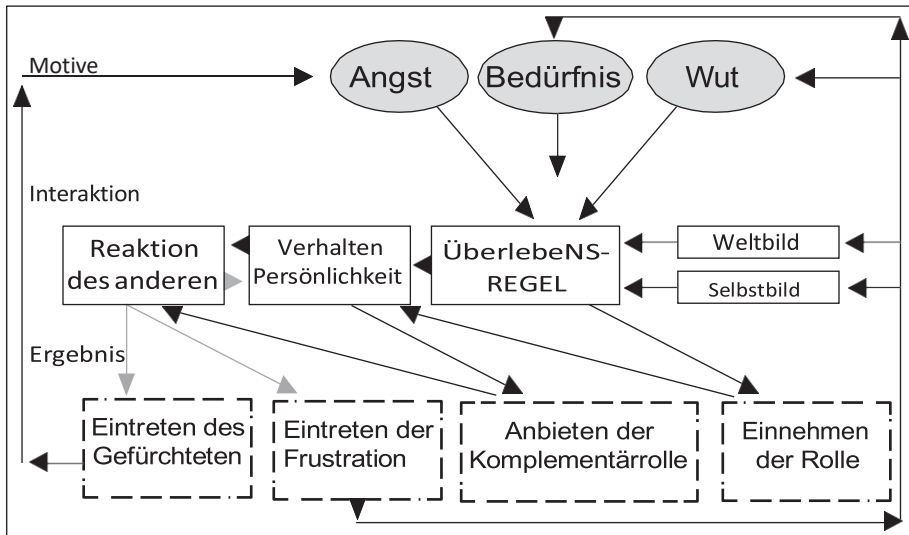 Motive
Angst
Bedürfnis
Wut
Interaktion
Reaktion
des anderen
Verhalten
Persönlichkeit
ÜberlebeNS-
REGEL
Weltbild
Selbstbild
Ergebnis
Eintreten des
Gefürchteten
Eintreten der
Frustration
Anbieten der
Komplementärrolle
Einnehmen
der Rolle